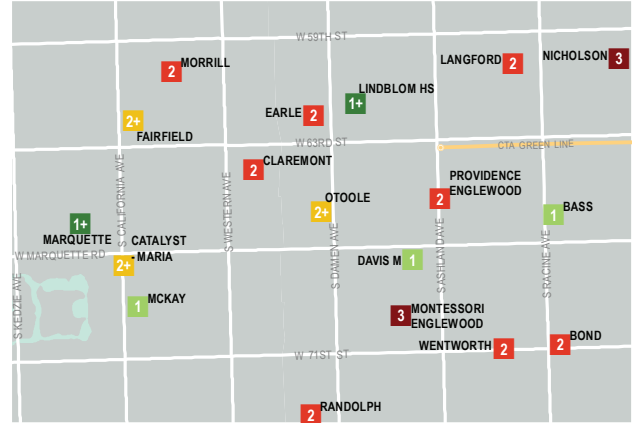 W 59TH ST
LANGFORD
2
NICHOLSON
3
2
MORRILL
1+
LINDBLOM HS
EARLE
2
2+
FAIRFIELD
W 63RD ST
CTA GREEN LINE
2
CLAREMONT
S CALIFORNIA AVE
S WESTERN AVE
PROVIDENCE
ENGLEWOOD
2
OTOOLE
2+
1
BASS
1+
MARQUETTE
CATALYST
- MARIA
2+
W MARQUETTE RD
S DAMEN AVE
S ASHLAND AVE
S RACINE AVE
DAVIS M
1
S KEDZIE AVE
1
MCKAY
3
MONTESSORI
ENGLEWOOD
WENTWORTH
2
2
BOND
W 71ST ST
2
RANDOLPH